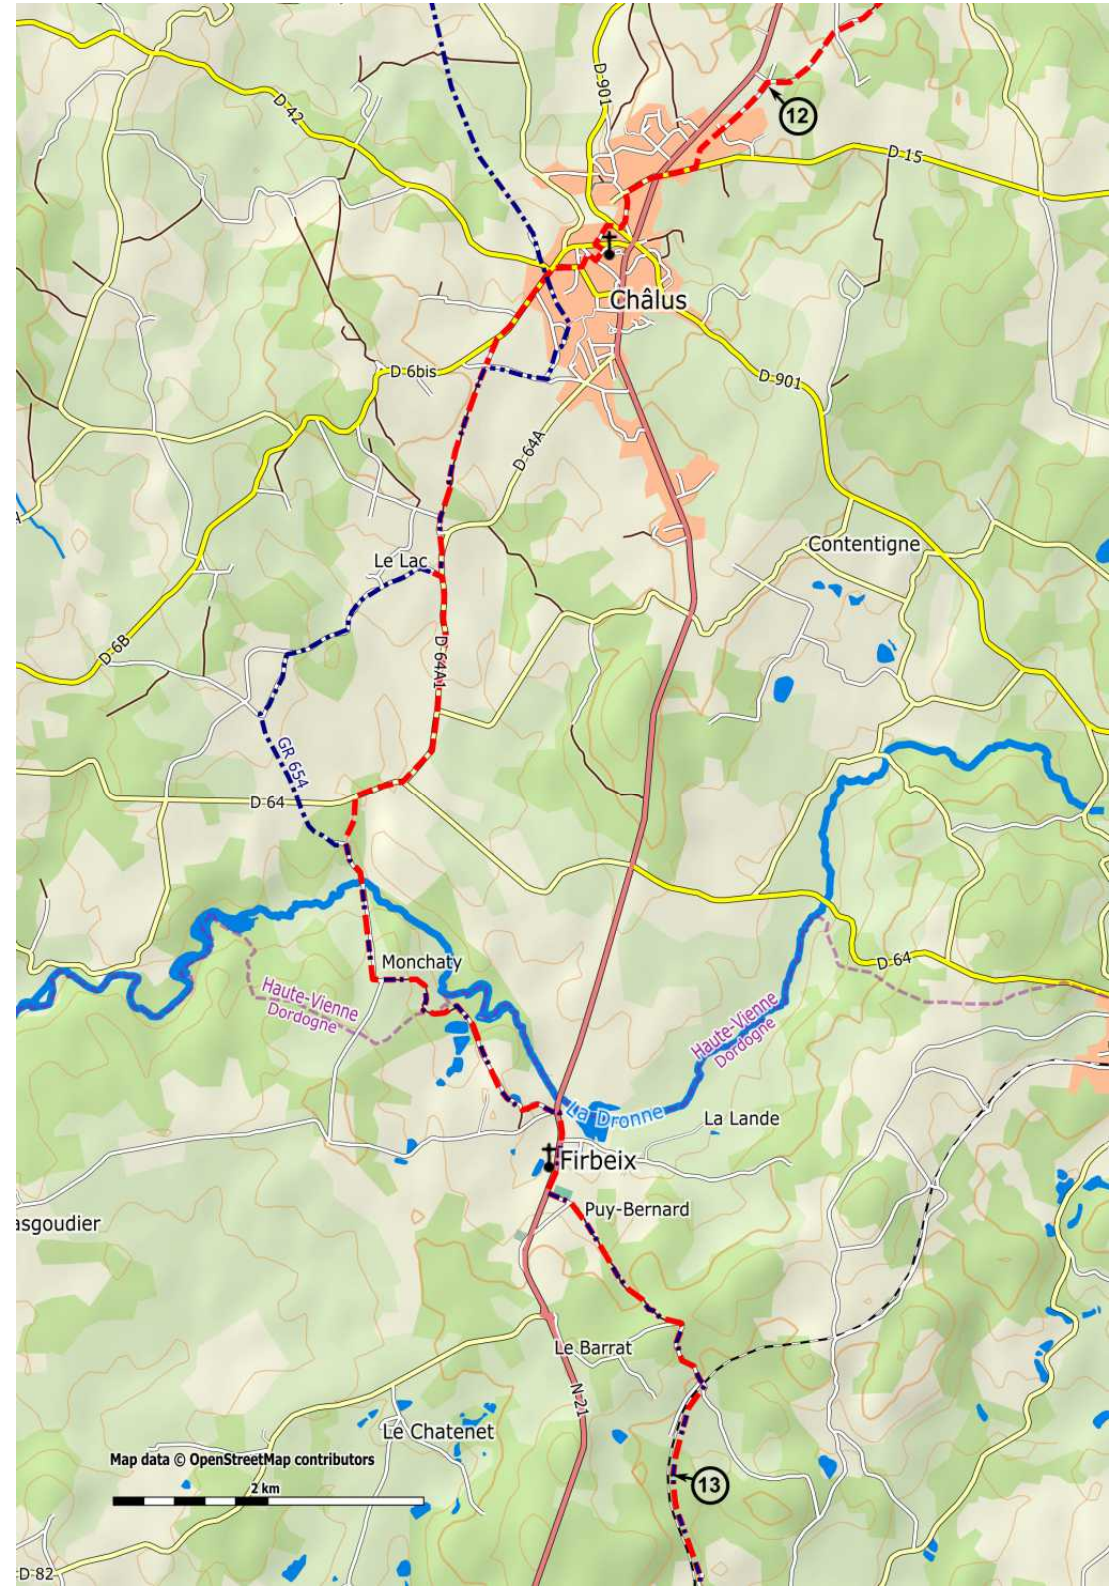 D 901
D 42
12
D 15
Châlus
D 6bis
D 901
D 64A
Contentigne
Le Lac
D 6B
D 64A1
GR 654
D 64
Monchaty
D 64
Haute-Vienne
Dordogne
Haute-Vienne
Dordogne
La Dronne
La Lande
Firbeix
Puy-Bernard
asgoudier
Le Barrat
N 21
Le Chatenet
Map data © OpenStreetMap contributors
2 km
13
D 82